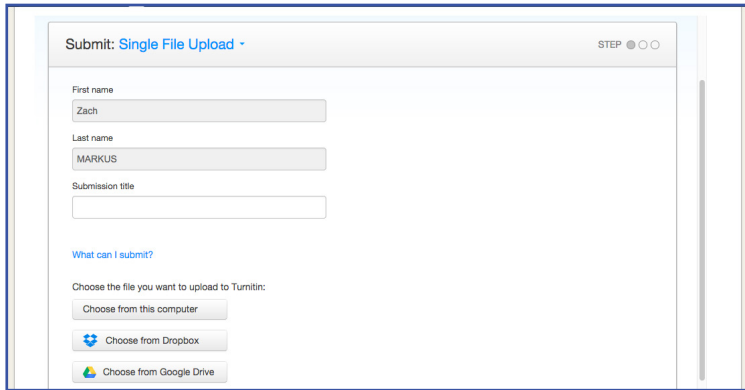 Submit: Single File Upload
STEP
First name
Zach
Last name
MARKUS
Submission title
What can I submit?
Choose the file you want to upload to Turnitin:
Choose from this computer
Choose from Dropbox
Choose from Google Drive